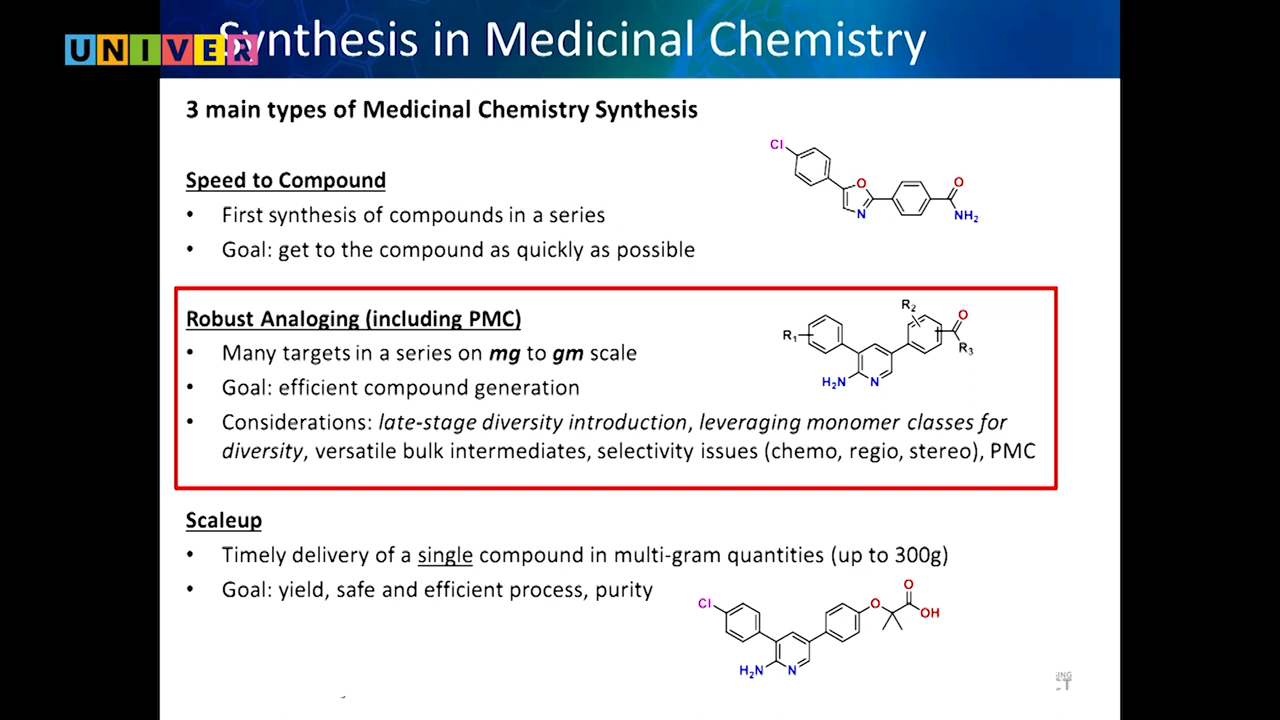 UNIVER
Synthesis in Medicinal Chemistry
3 main types of Medicinal Chemistry Synthesis
Cl
O
N
O
NH₂
Speed to Compound
• First synthesis of compounds in a series
• Goal: get to the compound as quickly as possible
Robust Analoging (including PMC)
R₂
O
R₁
R₃
H₂N
N
• Many targets in a series on mg to gm scale
• Goal: efficient compound generation
• Considerations: late-stage diversity introduction, leveraging monomer classes for
diversity, versatile bulk intermediates, selectivity issues (chemo, regio, stereo), PMC
Scaleup
• Timely delivery of a single compound in multi-gram quantities (up to 300g)
• Goal: yield, safe and efficient process, purity
Cl
O
O
OH
H₂N
N